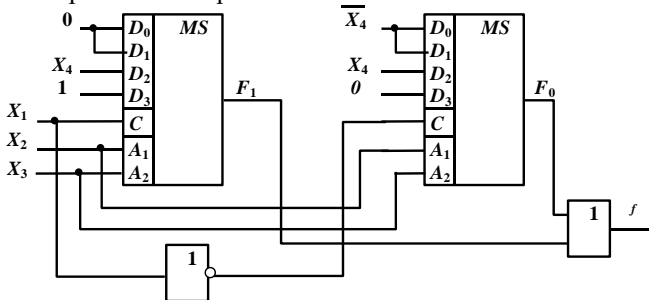 0 D0 MS
D1
X4 D2
1 D3 F1
X1 C
X2 A1
X3 A2
X4 D0 MS
D1
X4 D2
0 D3 F0
C
A1
A2
1 f
1